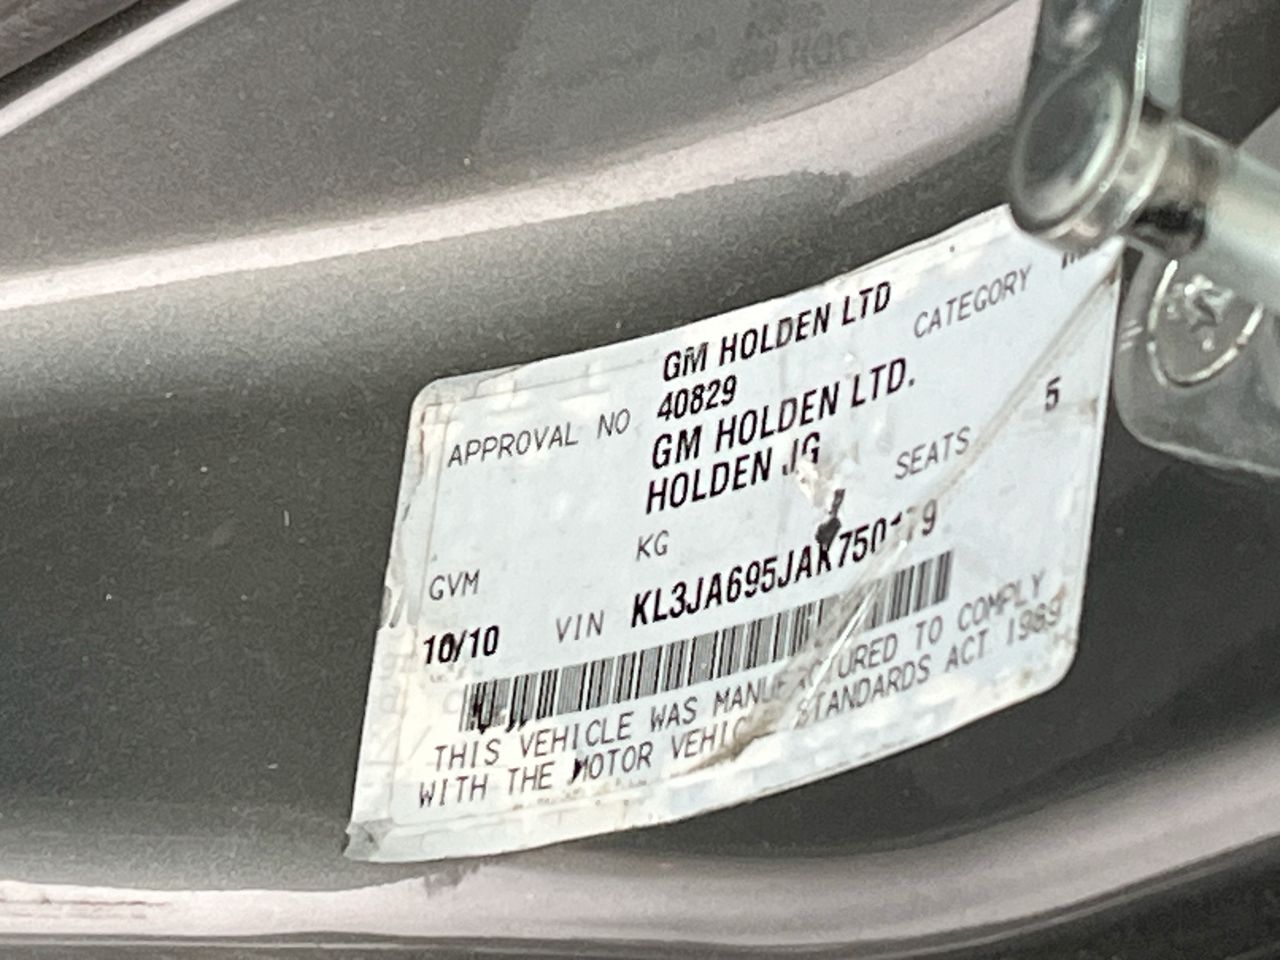 GM HOLDEN LTD
APPROVAL NO 40829 CATEGORY
GM HOLDEN LTD.
HOLDEN JG SEATS 5
GVM KG
10/10 VIN
THIS VEHICLE WAS MANUFACTURED TO COMPLY
WITH THE MOTOR VEHICLE STANDARDS ACT 1989